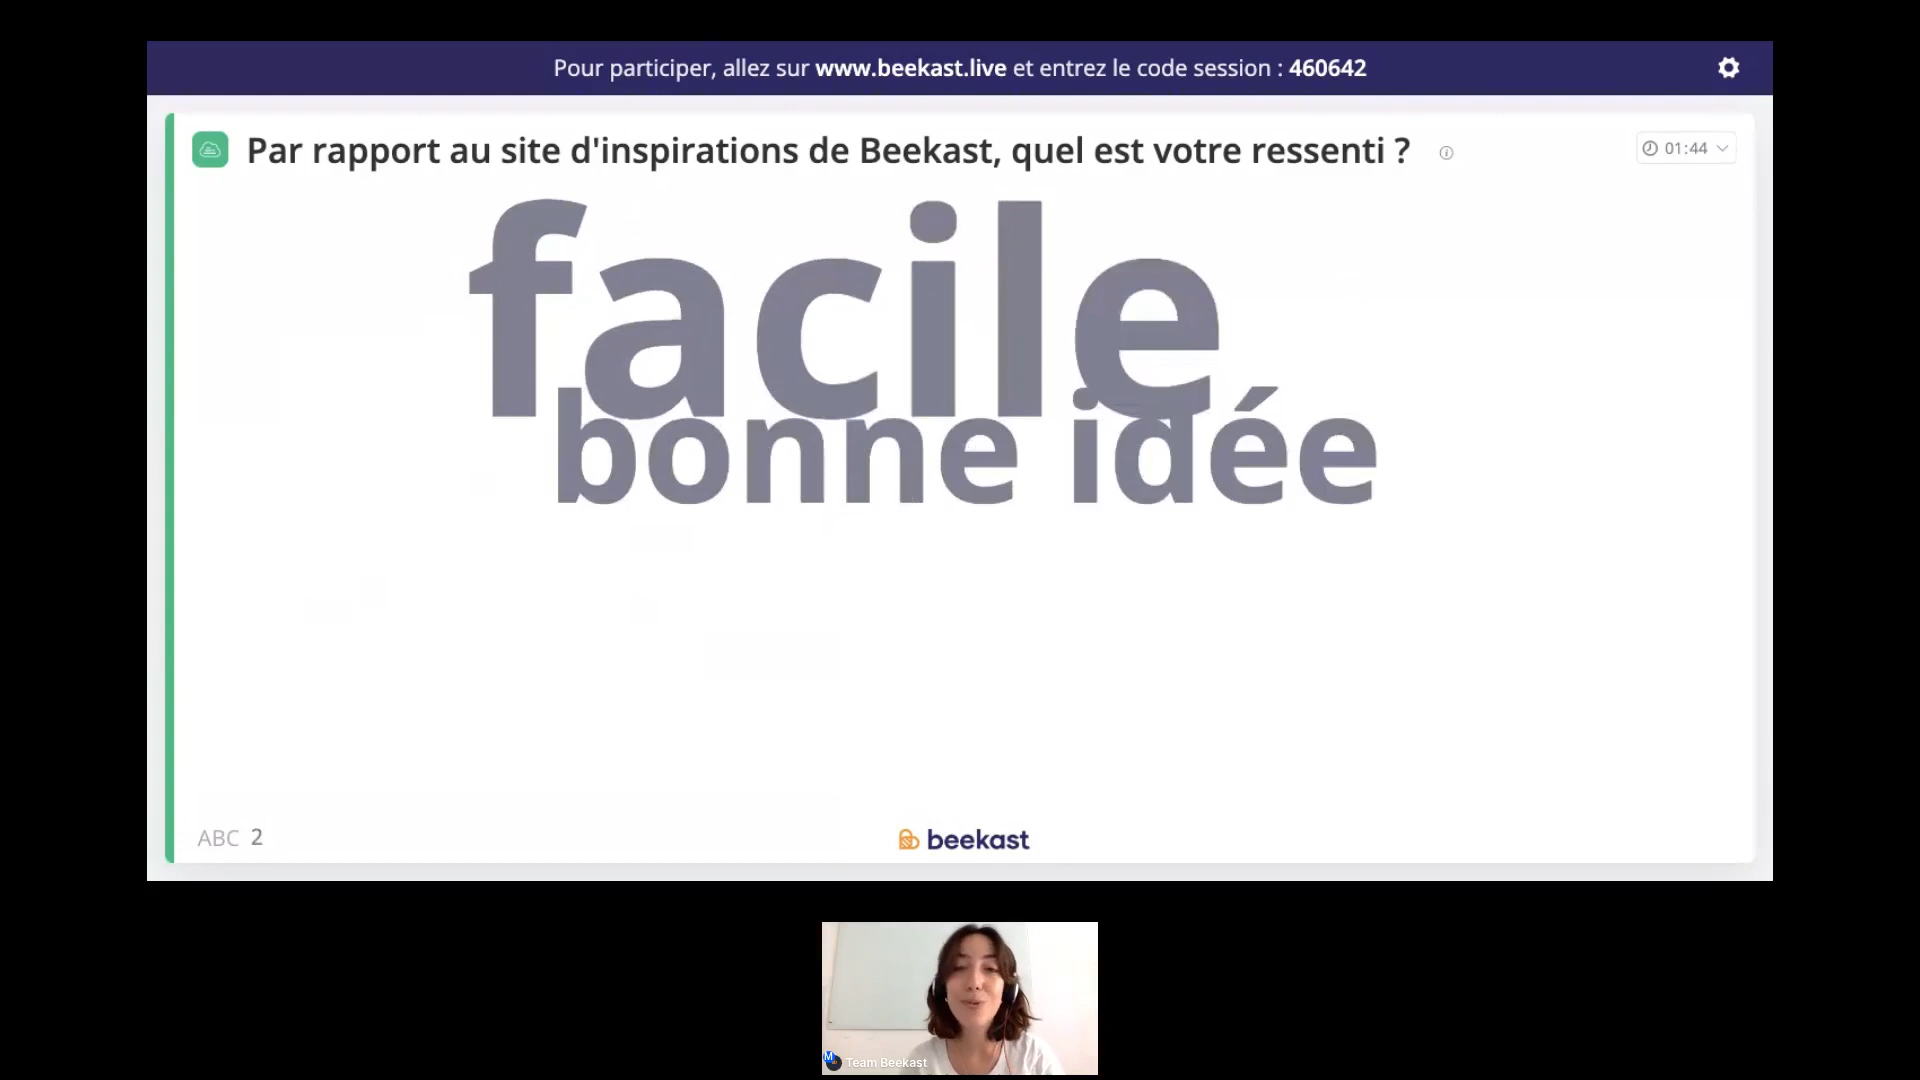 Pour participer, allez sur www.beekast.live et entrez le code session : 460642
Par rapport au site d'inspirations de Beekast, quel est votre ressenti ?
01:44
facile
bonne idée
ABC 2
beekast
Team Beekast